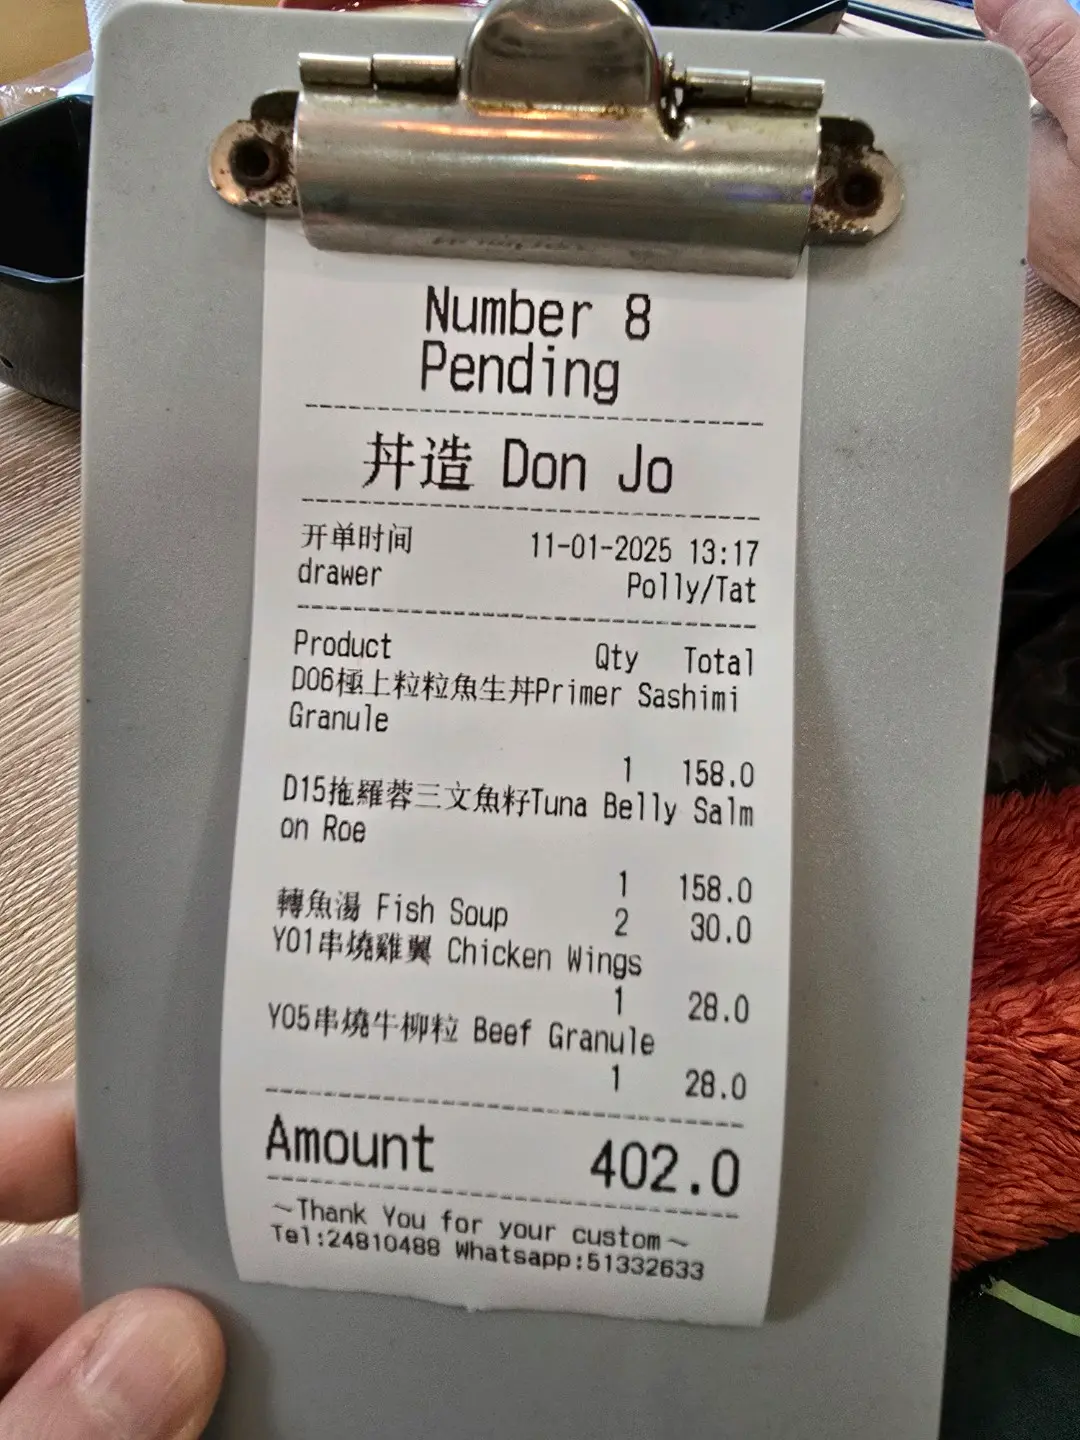 Number 8
Pending
丼造 Don Jo
开单时间 11-01-2025 13:17
drawer Polly/Tat
Product Qty Total
D06極上粒粒魚生丼Primer Sashimi
Granule
1 158.0
D15拖羅蓉三文魚籽Tuna Belly Salm
on Roe
1 158.0
轉魚湯 Fish Soup 2 30.0
Y01串燒雞翼 Chicken Wings
1 28.0
Y05串燒牛柳粒 Beef Granule
1 28.0
Amount 402.0
~Thank You for your custom~
Tel:24810488 Whatsapp:51332633